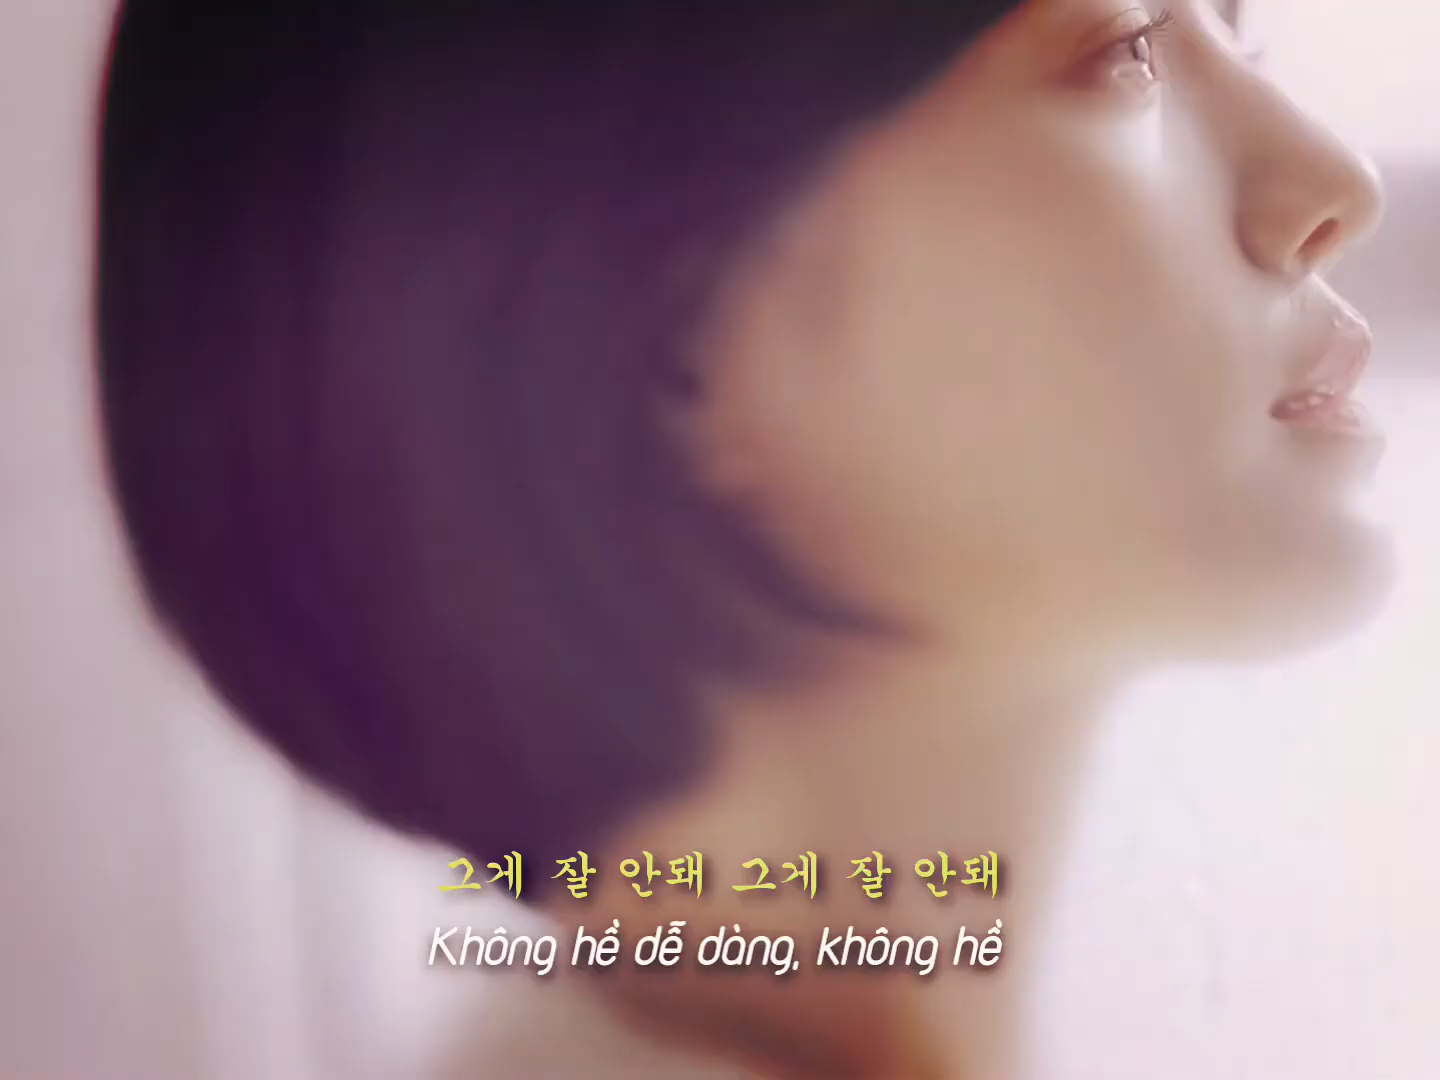 그게 잘 안돼 그게 잘 안돼
Không hề dễ dàng, không hề